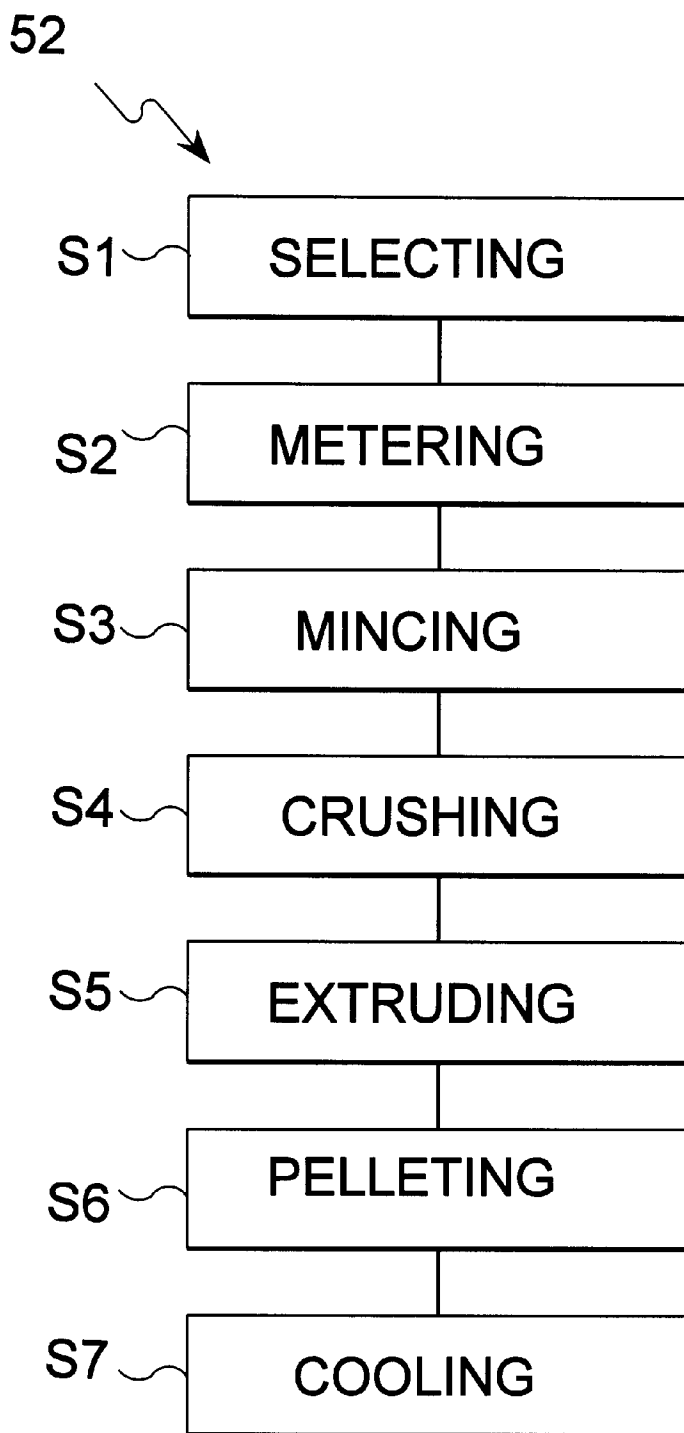 52
S1 SELECTING
S2 METERING
S3 MINCING
S4 CRUSHING
S5 EXTRUDING
S6 PELLETING
S7 COOLING